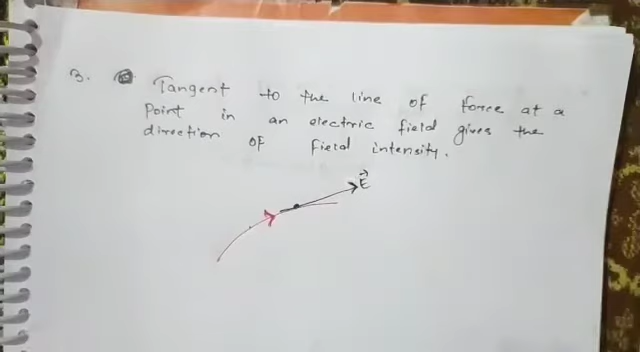 3. Tangent to the line of force at a
Point in an electric field gives the
direction of field intensity.
E